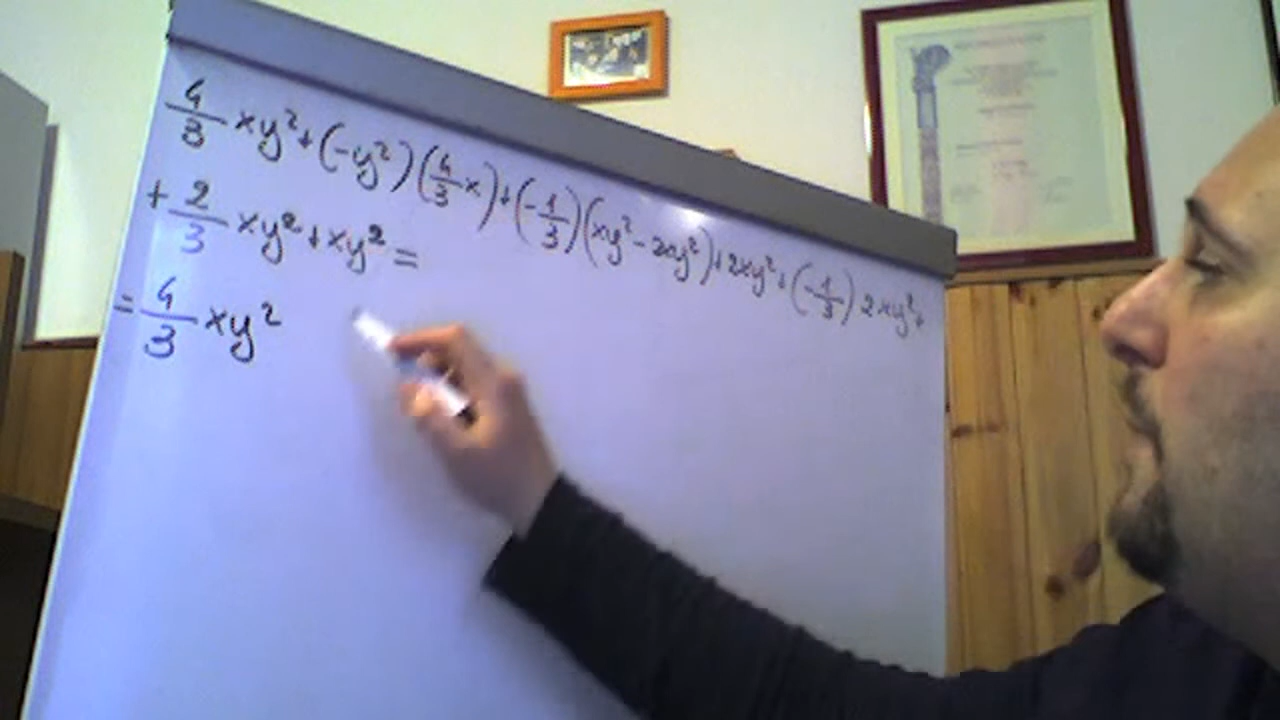 4/3 xy² + (-y²)(4/3 x) + (-1/3)(xy² - 2xy²) + 2xy² + (-1/3) 2xy² +
+ 2/3 xy² + xy² =
= 4/3 xy²